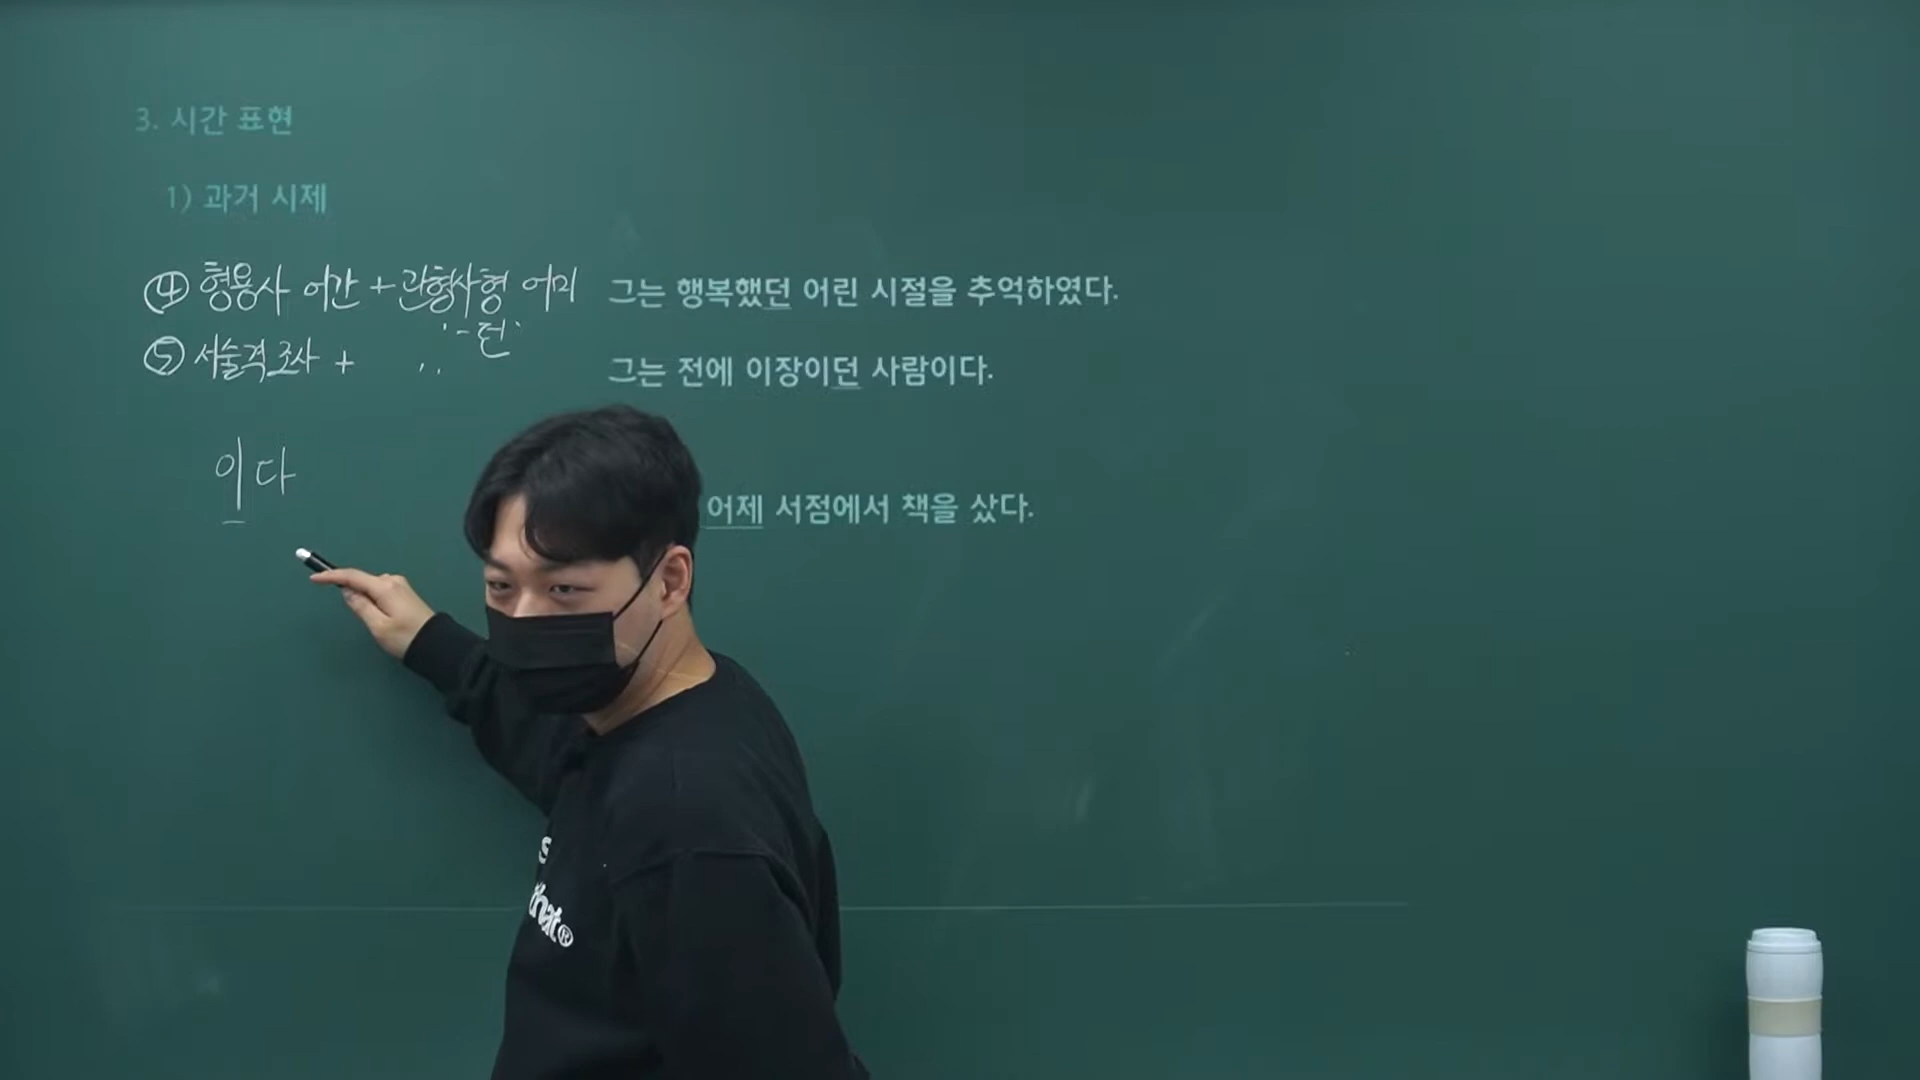 3. 시간 표현
1) 과거 시제
④ 형용사 어간 + 관형사형 어미 그는 행복했던 어린 시절을 추억하였다.
'-던'
⑤ 서술격조사 + 〃 그는 전에 이장이던 사람이다.
이다
어제 서점에서 책을 샀다.
that®